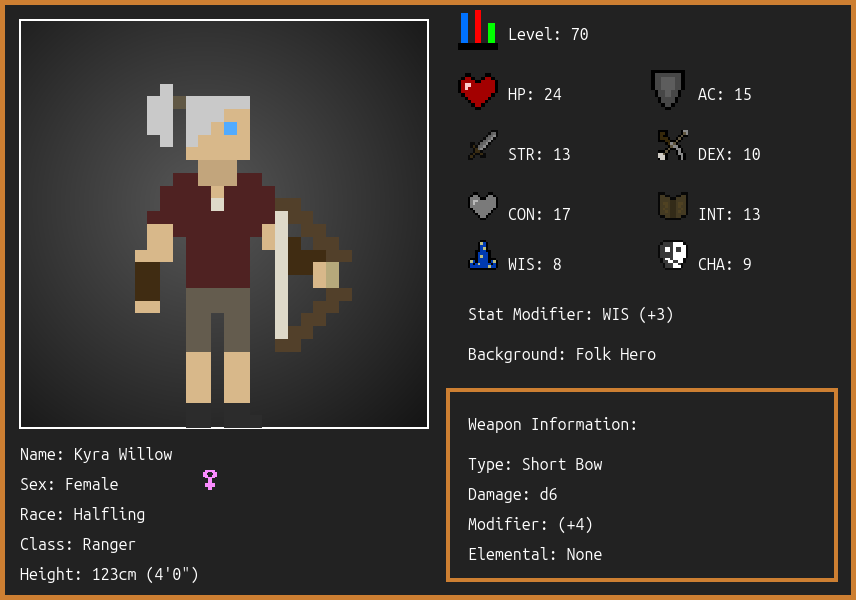 Level: 70
HP: 24
AC: 15
STR: 13
DEX: 10
CON: 17
INT: 13
WIS: 8
CHA: 9
Stat Modifier: WIS (+3)
Background: Folk Hero
Weapon Information:
Type: Short Bow
Damage: d6
Modifier: (+4)
Elemental: None
Name: Kyra Willow
Sex: Female
Race: Halfling
Class: Ranger
Height: 123cm (4'0")